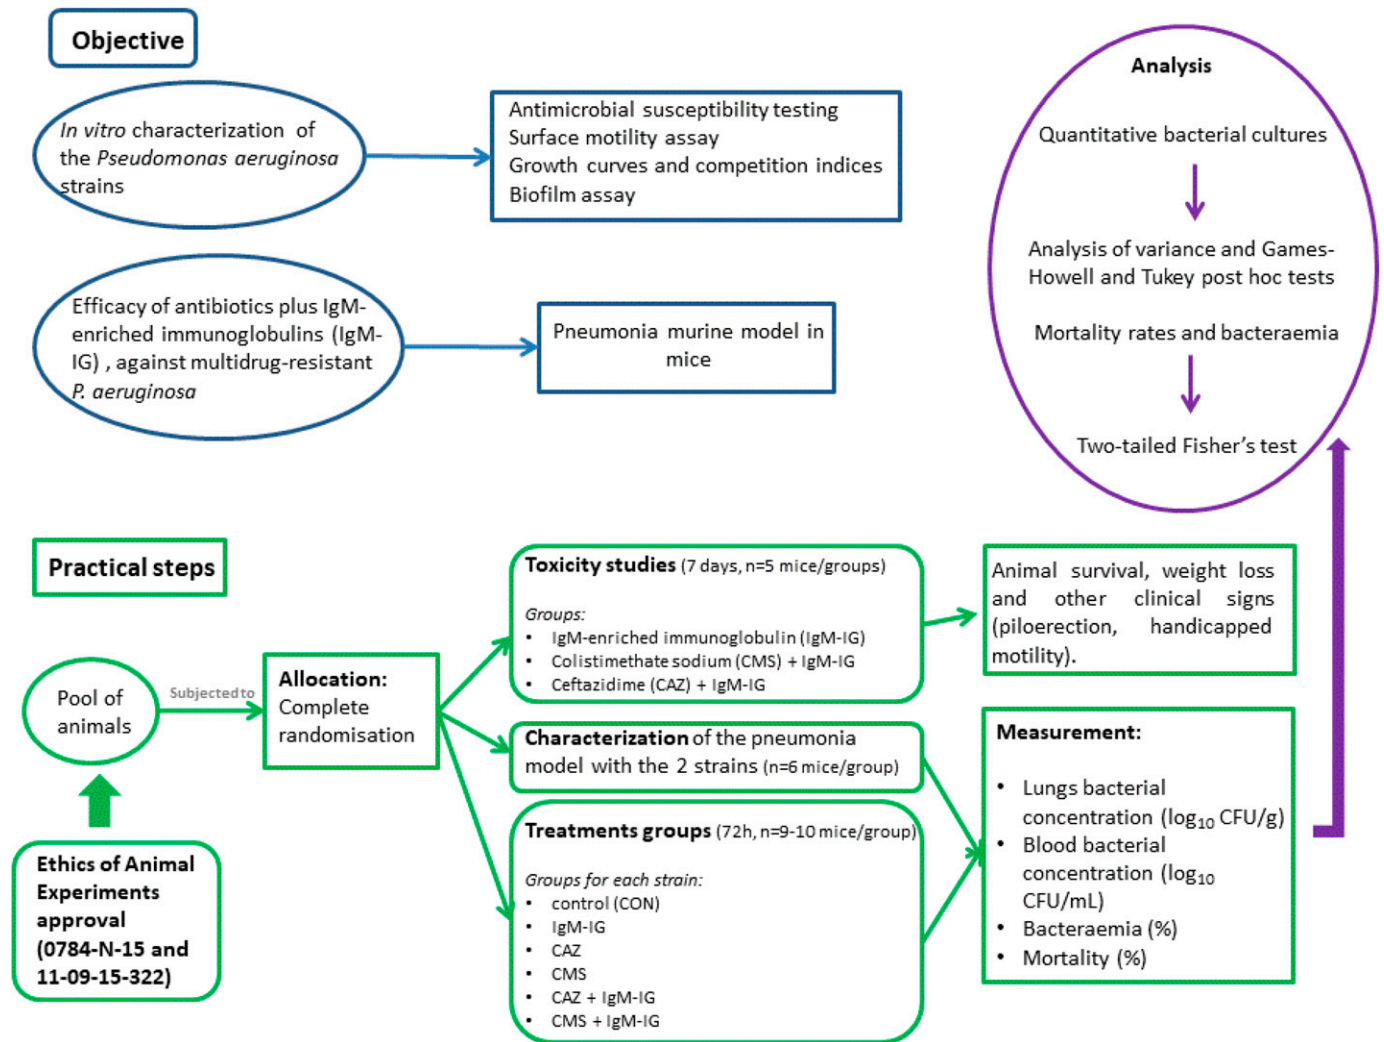 Objective
In vitro characterization of
the Pseudomonas aeruginosa
strains
Antimicrobial susceptibility testing
Surface motility assay
Growth curves and competition indices
Biofilm assay
Efficacy of antibiotics plus IgM-
enriched immunoglobulins (IgM-
IG) , against multidrug-resistant
P. aeruginosa
Pneumonia murine model in
mice
Analysis
Quantitative bacterial cultures
Analysis of variance and Games-
Howell and Tukey post hoc tests
Mortality rates and bacteraemia
Two-tailed Fisher's test
Practical steps
Pool of
animals
Subjected to
Ethics of Animal
Experiments
approval
(0784-N-15 and
11-09-15-322)
Allocation:
Complete
randomisation
Toxicity studies (7 days, n=5 mice/groups)
Groups:
• IgM-enriched immunoglobulin (IgM-IG)
• Colistimethate sodium (CMS) + IgM-IG
• Ceftazidime (CAZ) + IgM-IG
Characterization of the pneumonia
model with the 2 strains (n=6 mice/group)
Treatments groups (72h, n=9-10 mice/group)
Groups for each strain:
• control (CON)
• IgM-IG
• CAZ
• CMS
• CAZ + IgM-IG
• CMS + IgM-IG
Animal survival, weight loss
and other clinical signs
(piloerection, handicapped
motility).
Measurement:
• Lungs bacterial
concentration (log₁₀ CFU/g)
• Blood bacterial
concentration (log₁₀
CFU/mL)
• Bacteraemia (%)
• Mortality (%)